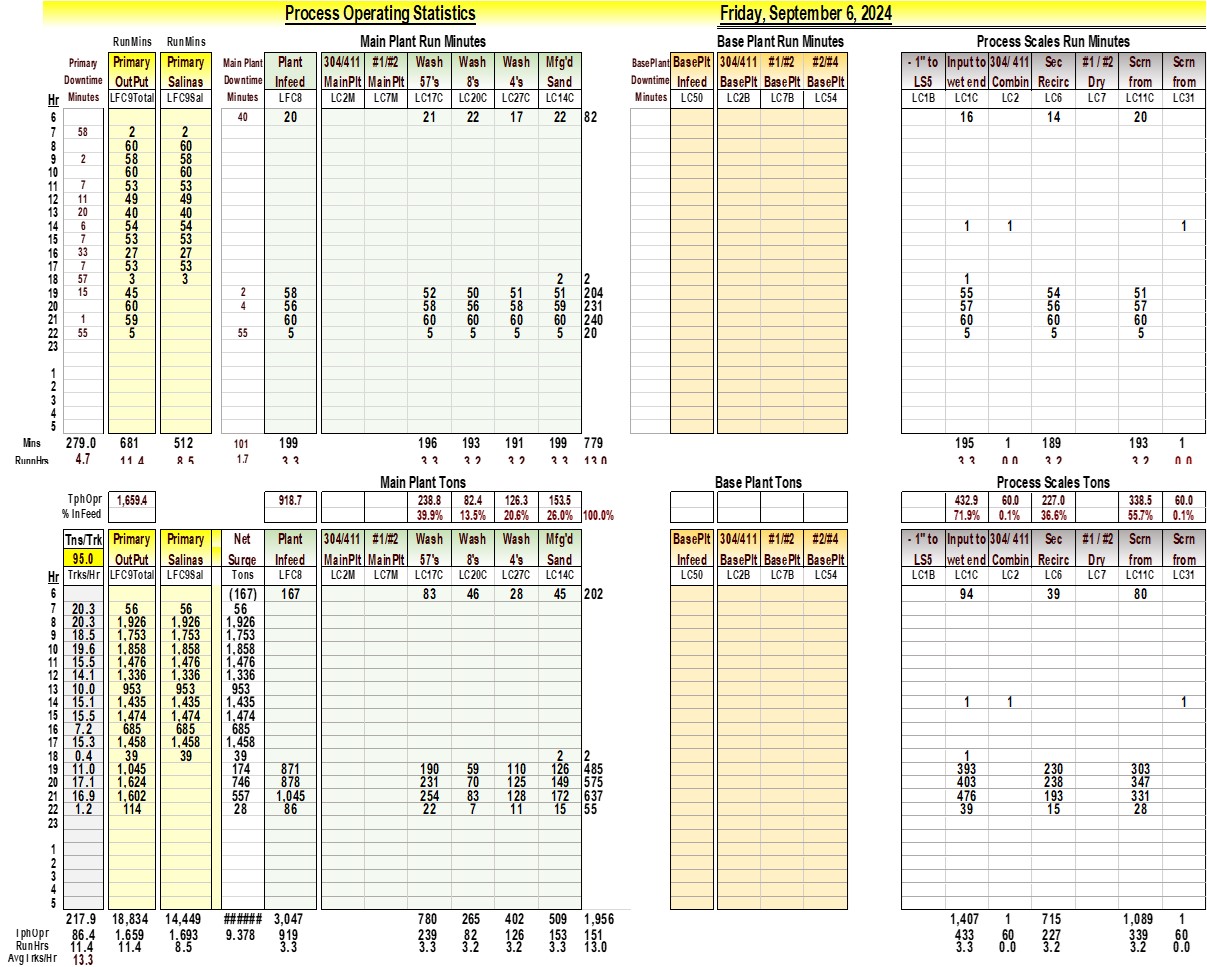 Process Operating Statistics Friday, September 6, 2024
RunMins RunMins Main Plant Run Minutes Base Plant Run Minutes Process Scales Run Minutes
Primary Primary Primary Main Plant Plant 304/411 #1/#2 Wash Wash Wash Mfg'd BasePlant BasePlt 304/411 #1/#2 #2/#4 - 1" to Input to 304/ 411 Sec #1 / #2 Scrn Scrn
Downtime OutPut Salinas Downtime Infeed MainPlt MainPlt 57's 8's 4's Sand Downtime Infeed BasePlt BasePlt BasePlt LS5 wet end Combin Recirc Dry from from
Hr Minutes LFC9Total LFC9Sal Minutes LFC8 LC2M LC7M LC17C LC20C LC27C LC14C Minutes LC50 LC2B LC7B LC54 LC1B LC1C LC2 LC6 LC7 LC11C LC31
6 40 20 21 22 17 22 82 16 14 20
7 58 2 2
8 60 60
9 2 58 58
10 60 60
11 7 53 53
12 11 49 49
13 20 40 40
14 6 54 54 1 1 1
15 7 53 53
16 33 27 27
17 7 53 53
18 57 3 3 2 2 1
19 15 45 2 58 52 50 51 51 204 55 54 51
20 60 4 56 58 56 58 59 231 57 56 57
21 1 59 60 60 60 60 60 240 60 60 60
22 55 5 55 5 5 5 5 5 20 5 5 5
23
1
2
3
4
5
Mins 279.0 681 512 101 199 196 193 191 199 779 195 1 189 193 1
RunnHrs 4.7 11.4 8.5 1.7 3.3 3.3 3.2 3.2 3.3 13.0 3.3 0.0 3.2 3.2 0.0
Main Plant Tons Base Plant Tons Process Scales Tons
TphOpr 1,659.4 918.7 238.8 82.4 126.3 153.5 432.9 60.0 227.0 338.5 60.0
% InFeed 39.9% 13.5% 20.6% 26.0% 100.0% 71.9% 0.1% 36.6% 55.7% 0.1%
Tns/Trk Primary Primary Net Plant 304/411 #1/#2 Wash Wash Wash Mfg'd BasePlt 304/411 #1/#2 #2/#4 - 1" to Input to 304/ 411 Sec #1 / #2 Scrn Scrn
95.0 OutPut Salinas Surge Infeed MainPlt MainPlt 57's 8's 4's Sand Infeed BasePlt BasePlt BasePlt LS5 wet end Combin Recirc Dry from from
Hr Trks/Hr LFC9Total LFC9Sal Tons LFC8 LC2M LC7M LC17C LC20C LC27C LC14C LC50 LC2B LC7B LC54 LC1B LC1C LC2 LC6 LC7 LC11C LC31
6 (167) 167 83 46 28 45 202 94 39 80
7 20.3 56 56 56
8 20.3 1,926 1,926 1,926
9 18.5 1,753 1,753 1,753
10 19.6 1,858 1,858 1,858
11 15.5 1,476 1,476 1,476
12 14.1 1,336 1,336 1,336
13 10.0 953 953 953
14 15.1 1,435 1,435 1,435 1 1 1
15 15.5 1,474 1,474 1,474
16 7.2 685 685 685
17 15.3 1,458 1,458 1,458
18 0.4 39 39 39 2 2 1
19 11.0 1,045 174 871 190 59 110 126 485 393 230 303
20 17.1 1,624 746 878 231 70 125 149 575 403 238 347
21 16.9 1,602 557 1,045 254 83 128 172 637 476 193 331
22 1.2 114 28 86 22 7 11 15 55 39 15 28
23
1
2
3
4
5
217.9 18,834 14,449 ###### 3,047 780 265 402 509 1,956 1,407 1 715 1,089 1
TphOpr 86.4 1,659 1,693 9,378 919 239 82 126 153 151 433 60 227 339 60
RunHrs 11.4 11.4 8.5 3.3 3.3 3.2 3.2 3.3 13.0 3.3 0.0 3.2 3.2 0.0
Avg Trks/Hr 13.3